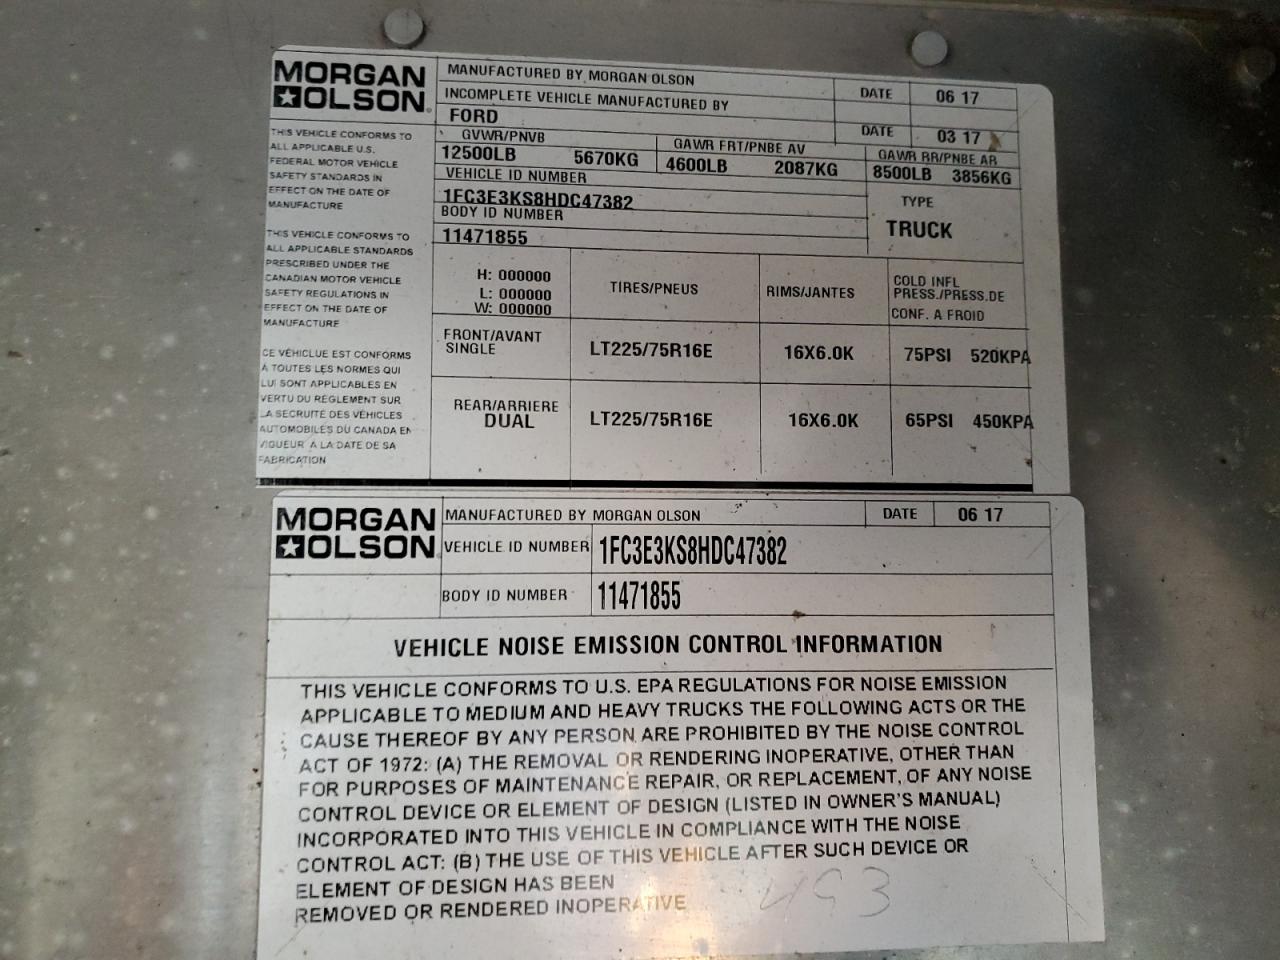 MORGAN
OLSON
MANUFACTURED BY MORGAN OLSON DATE 06 17
INCOMPLETE VEHICLE MANUFACTURED BY
FORD DATE 03 17
GVWR/PNVB GAWR FRT/PNBE AV GAWR RR/PNBE AR
12500LB 5670KG 4600LB 2087KG 8500LB 3856KG
VEHICLE ID NUMBER TYPE
1FC3E3KS8HDC47382 TRUCK
BODY ID NUMBER
11471855
THIS VEHICLE CONFORMS TO
ALL APPLICABLE U.S.
FEDERAL MOTOR VEHICLE
SAFETY STANDARDS IN
EFFECT ON THE DATE OF
MANUFACTURE
THIS VEHICLE CONFORMS TO
ALL APPLICABLE STANDARDS
PRESCRIBED UNDER THE
CANADIAN MOTOR VEHICLE
SAFETY REGULATIONS IN
EFFECT ON THE DATE OF
MANUFACTURE
CE VÉHICLUE EST CONFORMS
A TOUTES LES NORMES QUI
LUI SONT APPLICABLES EN
VERTU DU RÉGLEMENT SUR
LA SÉCRUITÉ DES VÉHICLES
AUTOMOBILES DU CANADA EN
VIGUEUR À LA DATE DE SA
FABRICATION
H: 000000
L: 000000
W: 000000
TIRES/PNEUS RIMS/JANTES COLD INFL
PRESS./PRESS.DE
CONF. A FROID
FRONT/AVANT
SINGLE LT225/75R16E 16X6.0K 75PSI 520KPA
REAR/ARRIERE
DUAL LT225/75R16E 16X6.0K 65PSI 450KPA
MORGAN
OLSON
MANUFACTURED BY MORGAN OLSON DATE 06 17
VEHICLE ID NUMBER 1FC3E3KS8HDC47382
BODY ID NUMBER 11471855
VEHICLE NOISE EMISSION CONTROL INFORMATION
THIS VEHICLE CONFORMS TO U.S. EPA REGULATIONS FOR NOISE EMISSION
APPLICABLE TO MEDIUM AND HEAVY TRUCKS THE FOLLOWING ACTS OR THE
CAUSE THEREOF BY ANY PERSON ARE PROHIBITED BY THE NOISE CONTROL
ACT OF 1972: (A) THE REMOVAL OR RENDERING INOPERATIVE, OTHER THAN
FOR PURPOSES OF MAINTENANCE REPAIR, OR REPLACEMENT, OF ANY NOISE
CONTROL DEVICE OR ELEMENT OF DESIGN (LISTED IN OWNER'S MANUAL)
INCORPORATED INTO THIS VEHICLE IN COMPLIANCE WITH THE NOISE
CONTROL ACT: (B) THE USE OF THIS VEHICLE AFTER SUCH DEVICE OR
ELEMENT OF DESIGN HAS BEEN
REMOVED OR RENDERED INOPERATIVE
493